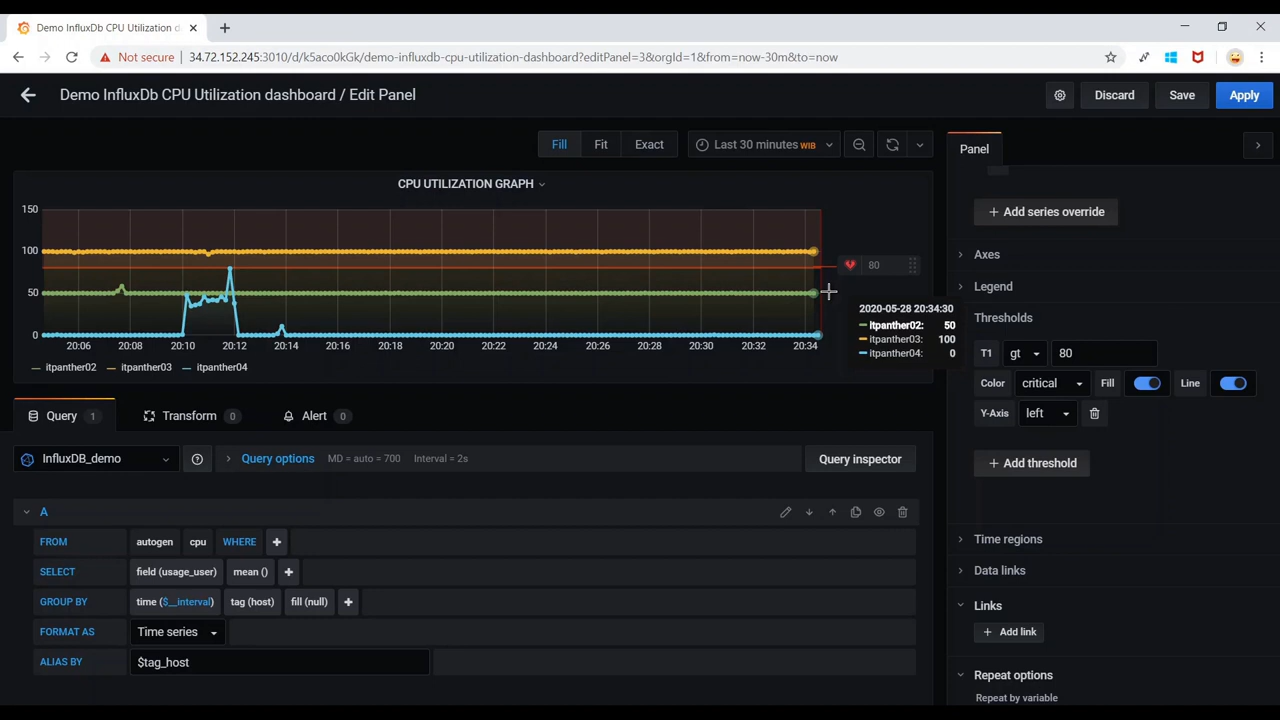 Demo InfluxDb CPU Utilization d
Not secure
34.72.152.245:3010/d/k5aco0kGk/demo-influxdb-cpu-utilization-dashboard?editPanel=3&orgId=1&from=now-30m&to=now
Demo InfluxDb CPU Utilization dashboard / Edit Panel
Discard
Save
Apply
Fill
Fit
Exact
Last 30 minutes WIB
Panel
CPU UTILIZATION GRAPH
150
100
50
0
80
20:06 20:08 20:10 20:12 20:14 20:16 20:18 20:20 20:22 20:24 20:26 20:28 20:30 20:32 20:34
2020-05-28 20:34:30
itpanther02: 50
itpanther03: 100
itpanther04: 0
itpanther02 itpanther03 itpanther04
+ Add series override
Axes
Legend
Thresholds
T1 gt 80
Color critical Fill Line
Y-Axis left
+ Add threshold
Time regions
Data links
Links
+ Add link
Repeat options
Repeat by variable
Query 1
Transform 0
Alert 0
InfluxDB_demo
Query options MD = auto = 700 Interval = 2s
Query inspector
A
FROM autogen cpu WHERE +
SELECT field (usage_user) mean () +
GROUP BY time ($__interval) tag (host) fill (null) +
FORMAT AS Time series
ALIAS BY $tag_host